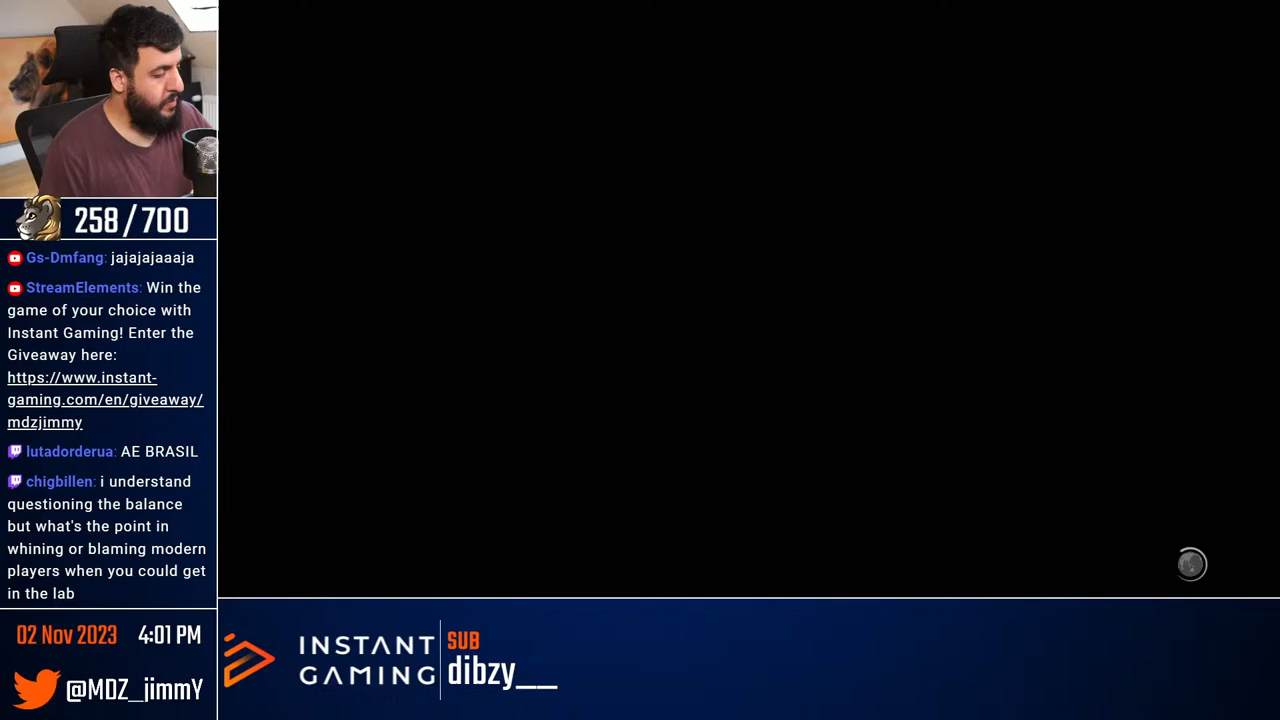 258/700
Gs-Dmfang: jajajajaaaja
StreamElements: Win the
game of your choice with
Instant Gaming! Enter the
Giveaway here:
https://www.instant-
gaming.com/en/giveaway/
mdzjimmy
lutadorderua: AE BRASIL
chigbillen: i understand
questioning the balance
but what's the point in
whining or blaming modern
players when you could get
in the lab
02 Nov 2023 4:01 PM
@MDZ_jimmY
INSTANT
GAMING
SUB
dibzy__